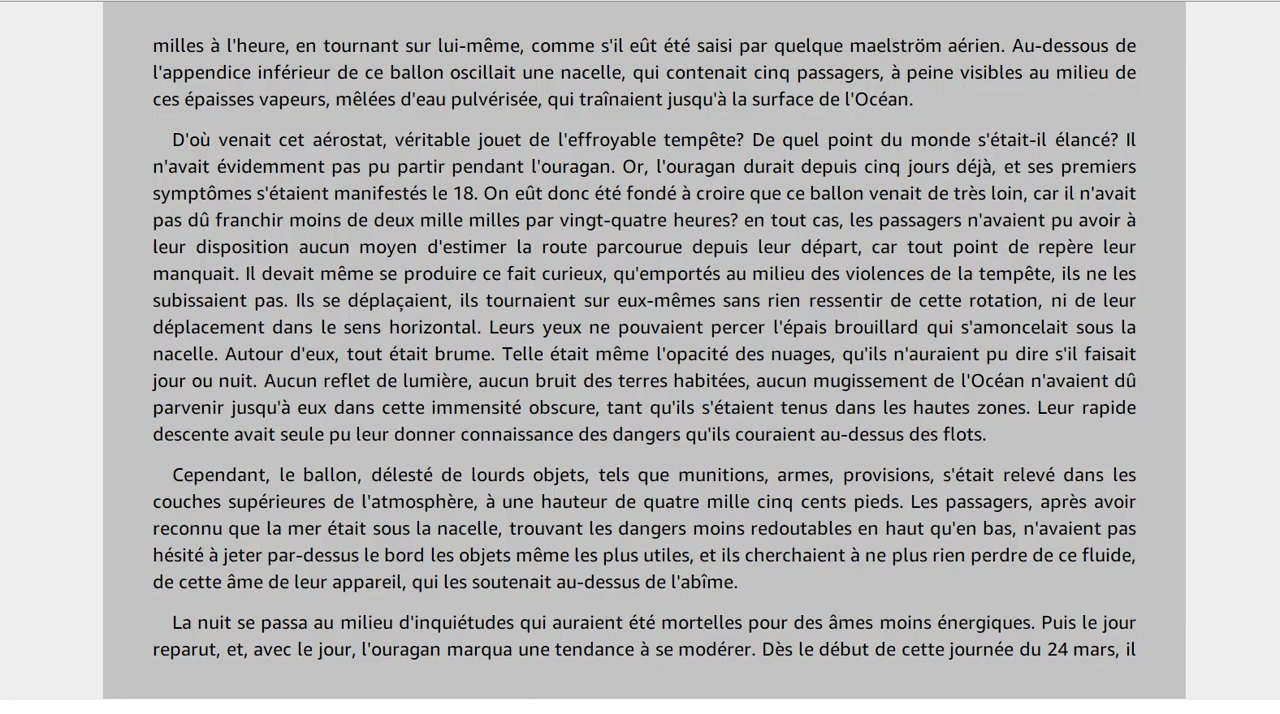 milles à l'heure, en tournant sur lui-même, comme s'il eût été saisi par quelque maelström aérien. Au-dessous de
l'appendice inférieur de ce ballon oscillait une nacelle, qui contenait cinq passagers, à peine visibles au milieu de
ces épaisses vapeurs, mêlées d'eau pulvérisée, qui traînaient jusqu'à la surface de l'Océan.
D'où venait cet aérostat, véritable jouet de l'effroyable tempête? De quel point du monde s'était-il élancé? Il
n'avait évidemment pas pu partir pendant l'ouragan. Or, l'ouragan durait depuis cinq jours déjà, et ses premiers
symptômes s'étaient manifestés le 18. On eût donc été fondé à croire que ce ballon venait de très loin, car il n'avait
pas dû franchir moins de deux mille milles par vingt-quatre heures? en tout cas, les passagers n'avaient pu avoir à
leur disposition aucun moyen d'estimer la route parcourue depuis leur départ, car tout point de repère leur
manquait. Il devait même se produire ce fait curieux, qu'emportés au milieu des violences de la tempête, ils ne les
subissaient pas. Ils se déplaçaient, ils tournaient sur eux-mêmes sans rien ressentir de cette rotation, ni de leur
déplacement dans le sens horizontal. Leurs yeux ne pouvaient percer l'épais brouillard qui s'amoncelait sous la
nacelle. Autour d'eux, tout était brume. Telle était même l'opacité des nuages, qu'ils n'auraient pu dire s'il faisait
jour ou nuit. Aucun reflet de lumière, aucun bruit des terres habitées, aucun mugissement de l'Océan n'avaient dû
parvenir jusqu'à eux dans cette immensité obscure, tant qu'ils s'étaient tenus dans les hautes zones. Leur rapide
descente avait seule pu leur donner connaissance des dangers qu'ils couraient au-dessus des flots.
Cependant, le ballon, délesté de lourds objets, tels que munitions, armes, provisions, s'était relevé dans les
couches supérieures de l'atmosphère, à une hauteur de quatre mille cinq cents pieds. Les passagers, après avoir
reconnu que la mer était sous la nacelle, trouvant les dangers moins redoutables en haut qu'en bas, n'avaient pas
hésité à jeter par-dessus le bord les objets même les plus utiles, et ils cherchaient à ne plus rien perdre de ce fluide,
de cette âme de leur appareil, qui les soutenait au-dessus de l'abîme.
La nuit se passa au milieu d'inquiétudes qui auraient été mortelles pour des âmes moins énergiques. Puis le jour
reparut, et, avec le jour, l'ouragan marqua une tendance à se modérer. Dès le début de cette journée du 24 mars, il